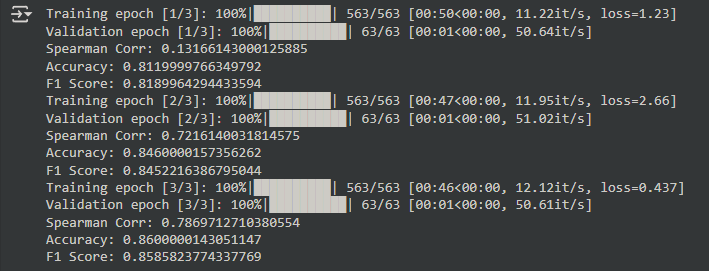 Training epoch [1/3]: 100%|██████████| 563/563 [00:50<00:00, 11.22it/s, loss=1.23]
Validation epoch [1/3]: 100%|██████████| 63/63 [00:01<00:00, 50.64it/s]
Spearman Corr: 0.13166143000125885
Accuracy: 0.8119999766349792
F1 Score: 0.8189964294433594
Training epoch [2/3]: 100%|██████████| 563/563 [00:47<00:00, 11.95it/s, loss=2.66]
Validation epoch [2/3]: 100%|██████████| 63/63 [00:01<00:00, 51.02it/s]
Spearman Corr: 0.7216140031814575
Accuracy: 0.8460000157356262
F1 Score: 0.8452216386795044
Training epoch [3/3]: 100%|██████████| 563/563 [00:46<00:00, 12.12it/s, loss=0.437]
Validation epoch [3/3]: 100%|██████████| 63/63 [00:01<00:00, 50.61it/s]
Spearman Corr: 0.7869712710380554
Accuracy: 0.8600000143051147
F1 Score: 0.8585823774337769